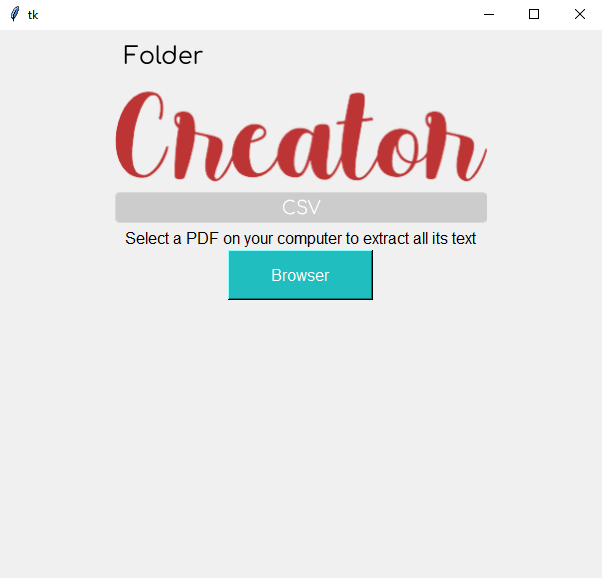 tk
Folder
Creator
CSV
Select a PDF on your computer to extract all its text
Browser